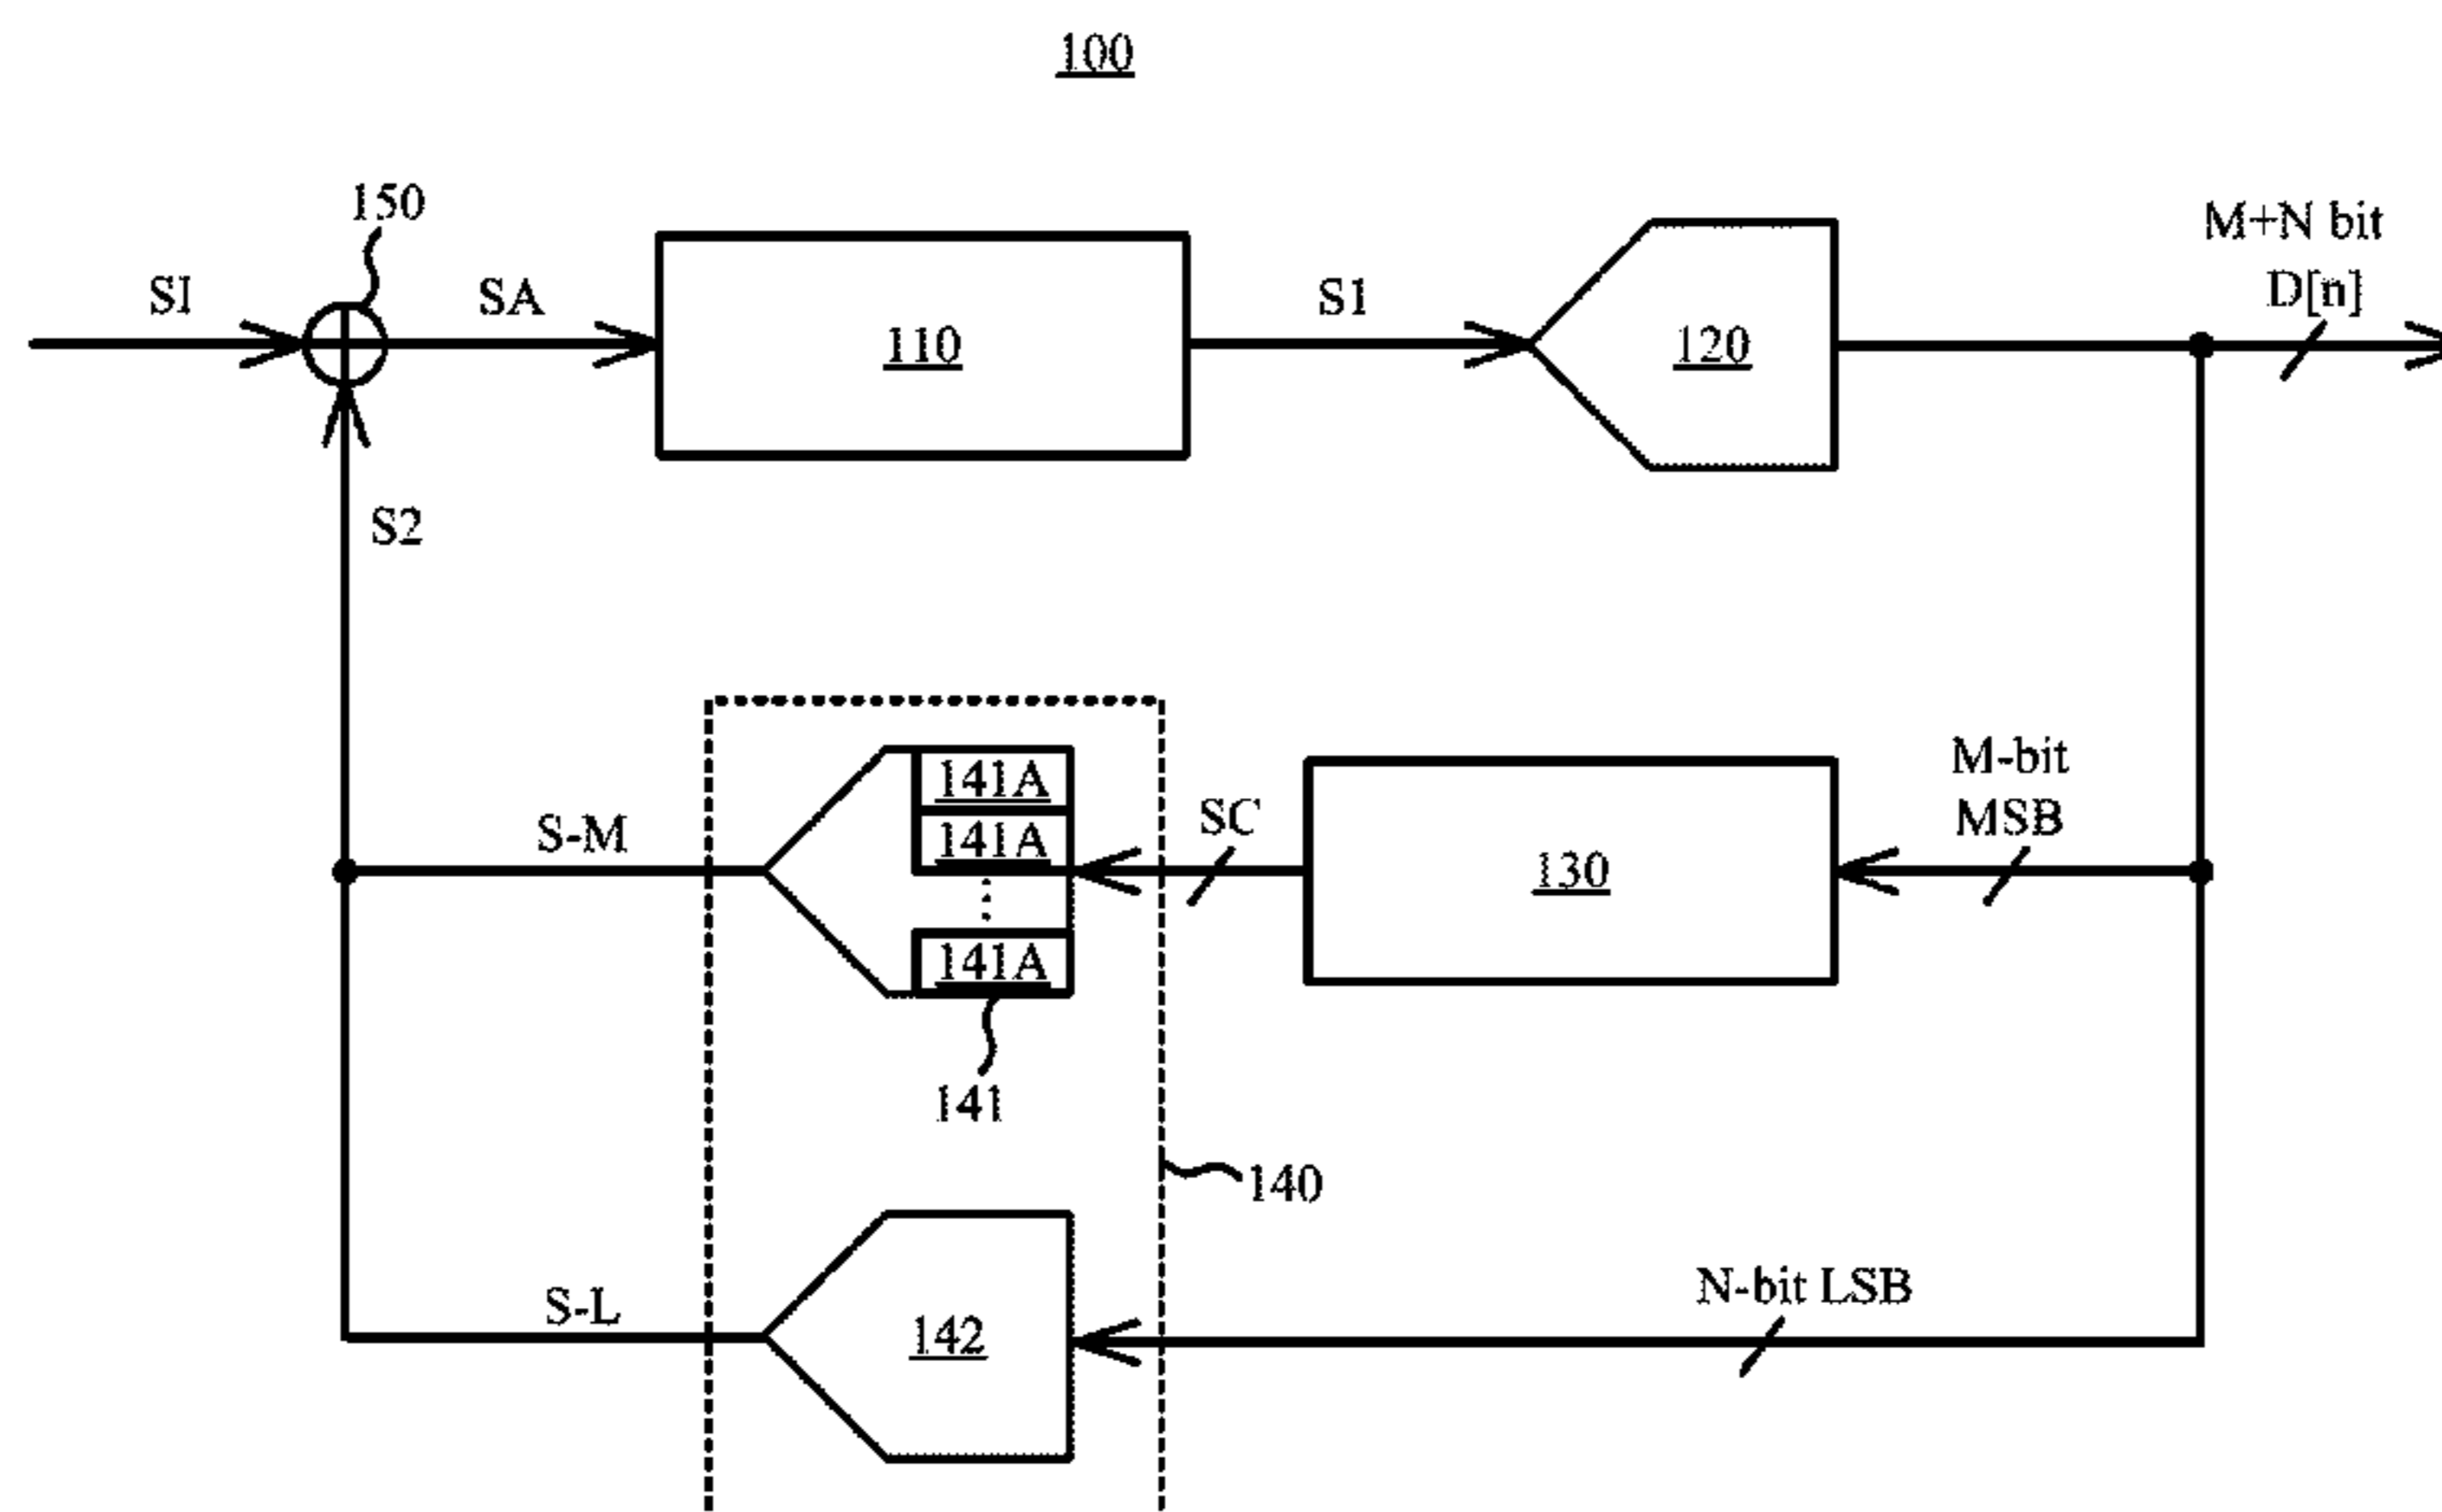 100
150
M+N bit
D[n]
SI
SA
110
S1
120
S2
141A
141A
141A
141
S-M
SC
130
M-bit
MSB
140
S-L
142
N-bit LSB